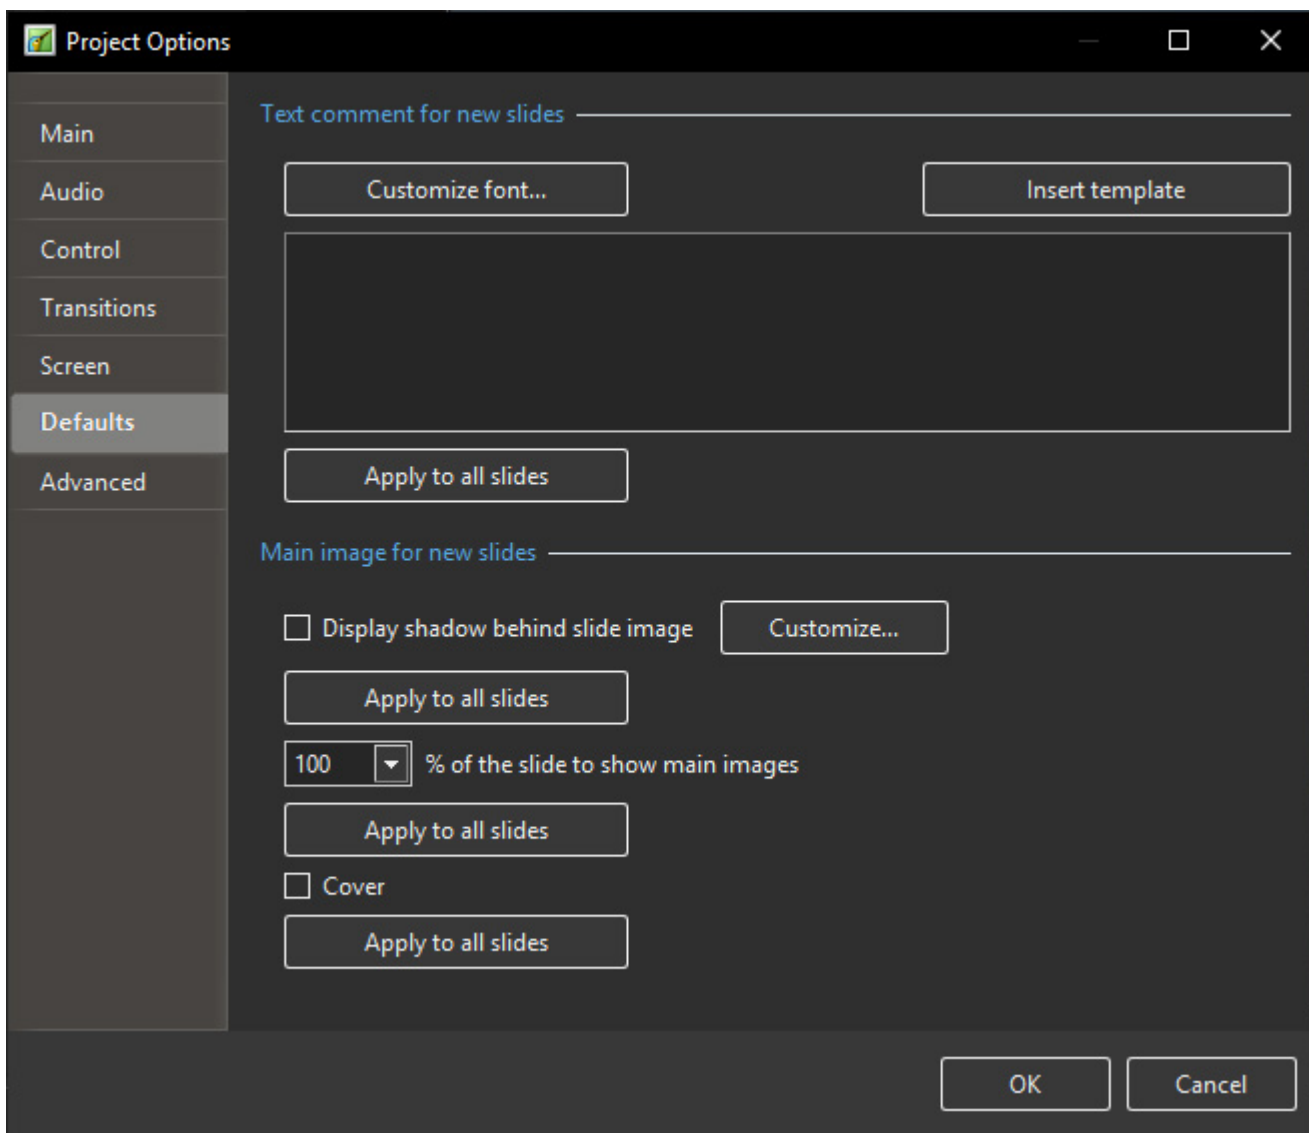 Project Options
Main
Audio
Control
Transitions
Screen
Defaults
Advanced
Text comment for new slides
Customize font... Insert template
Apply to all slides
Main image for new slides
Display shadow behind slide image Customize...
Apply to all slides
100 % of the slide to show main images
Apply to all slides
Cover
Apply to all slides
OK Cancel